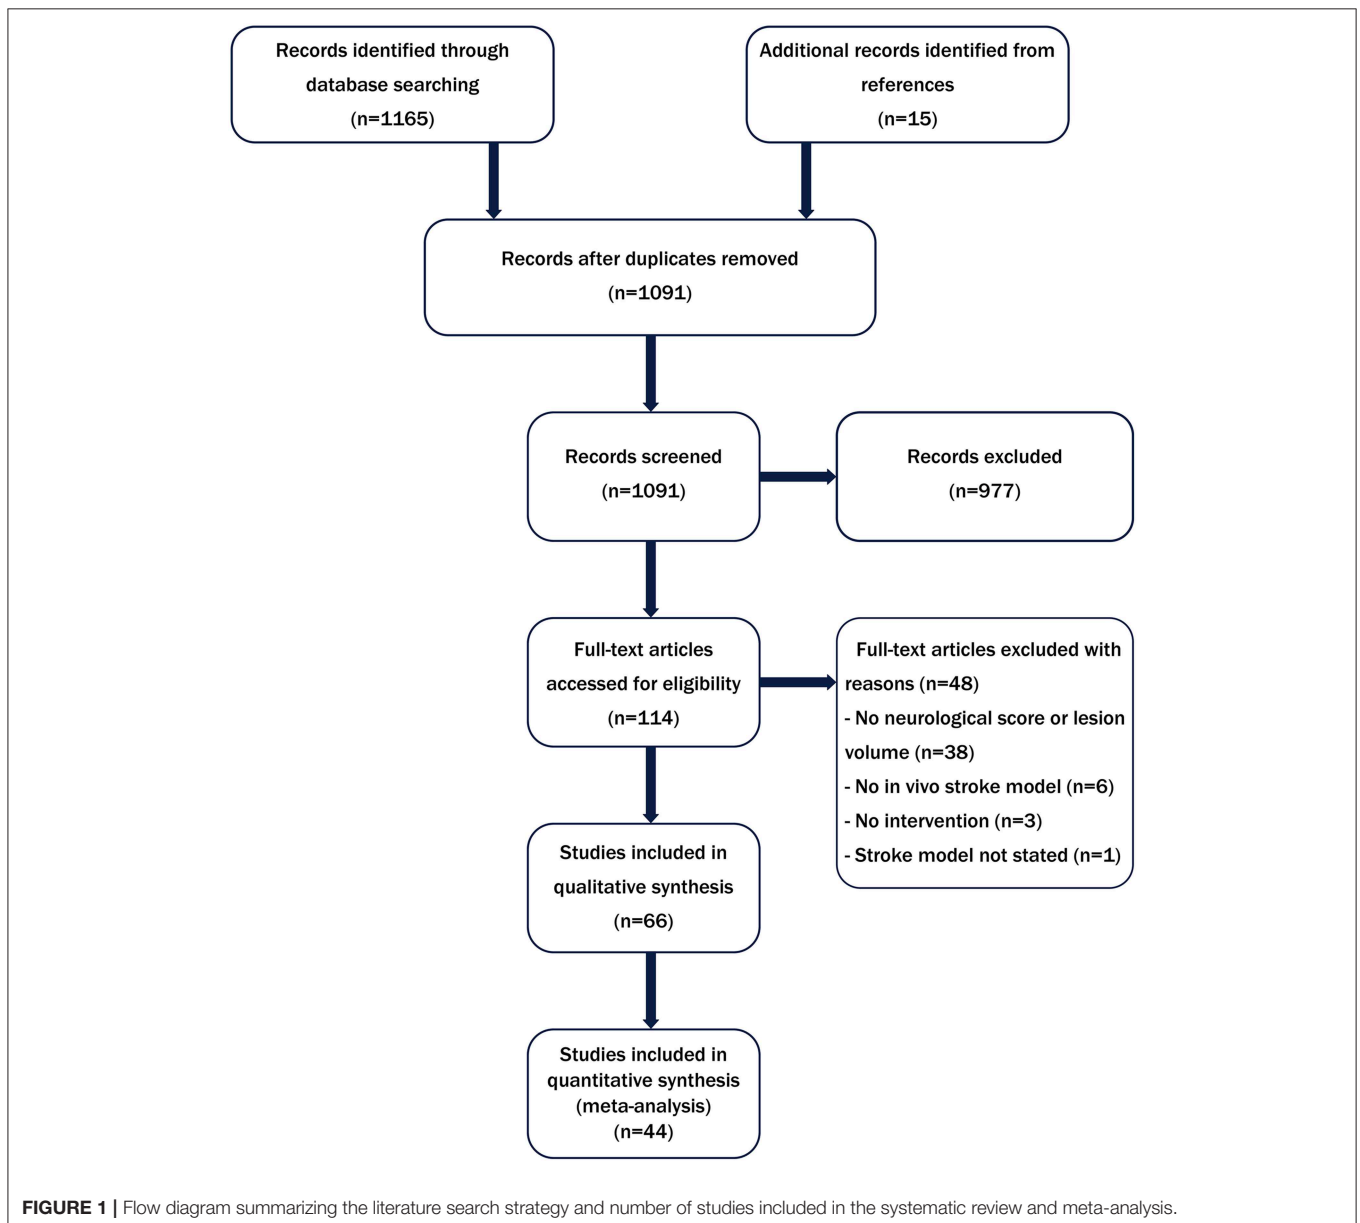 Records identified through
database searching
(n=1165)
Additional records identified from
references
(n=15)
Records after duplicates removed
(n=1091)
Records screened
(n=1091)
Records excluded
(n=977)
Full-text articles
accessed for eligibility
(n=114)
Full-text articles excluded with
reasons (n=48)
- No neurological score or lesion
volume (n=38)
- No in vivo stroke model (n=6)
- No intervention (n=3)
- Stroke model not stated (n=1)
Studies included in
qualitative synthesis
(n=66)
Studies included in
quantitative synthesis
(meta-analysis)
(n=44)
FIGURE 1 | Flow diagram summarizing the literature search strategy and number of studies included in the systematic review and meta-analysis.